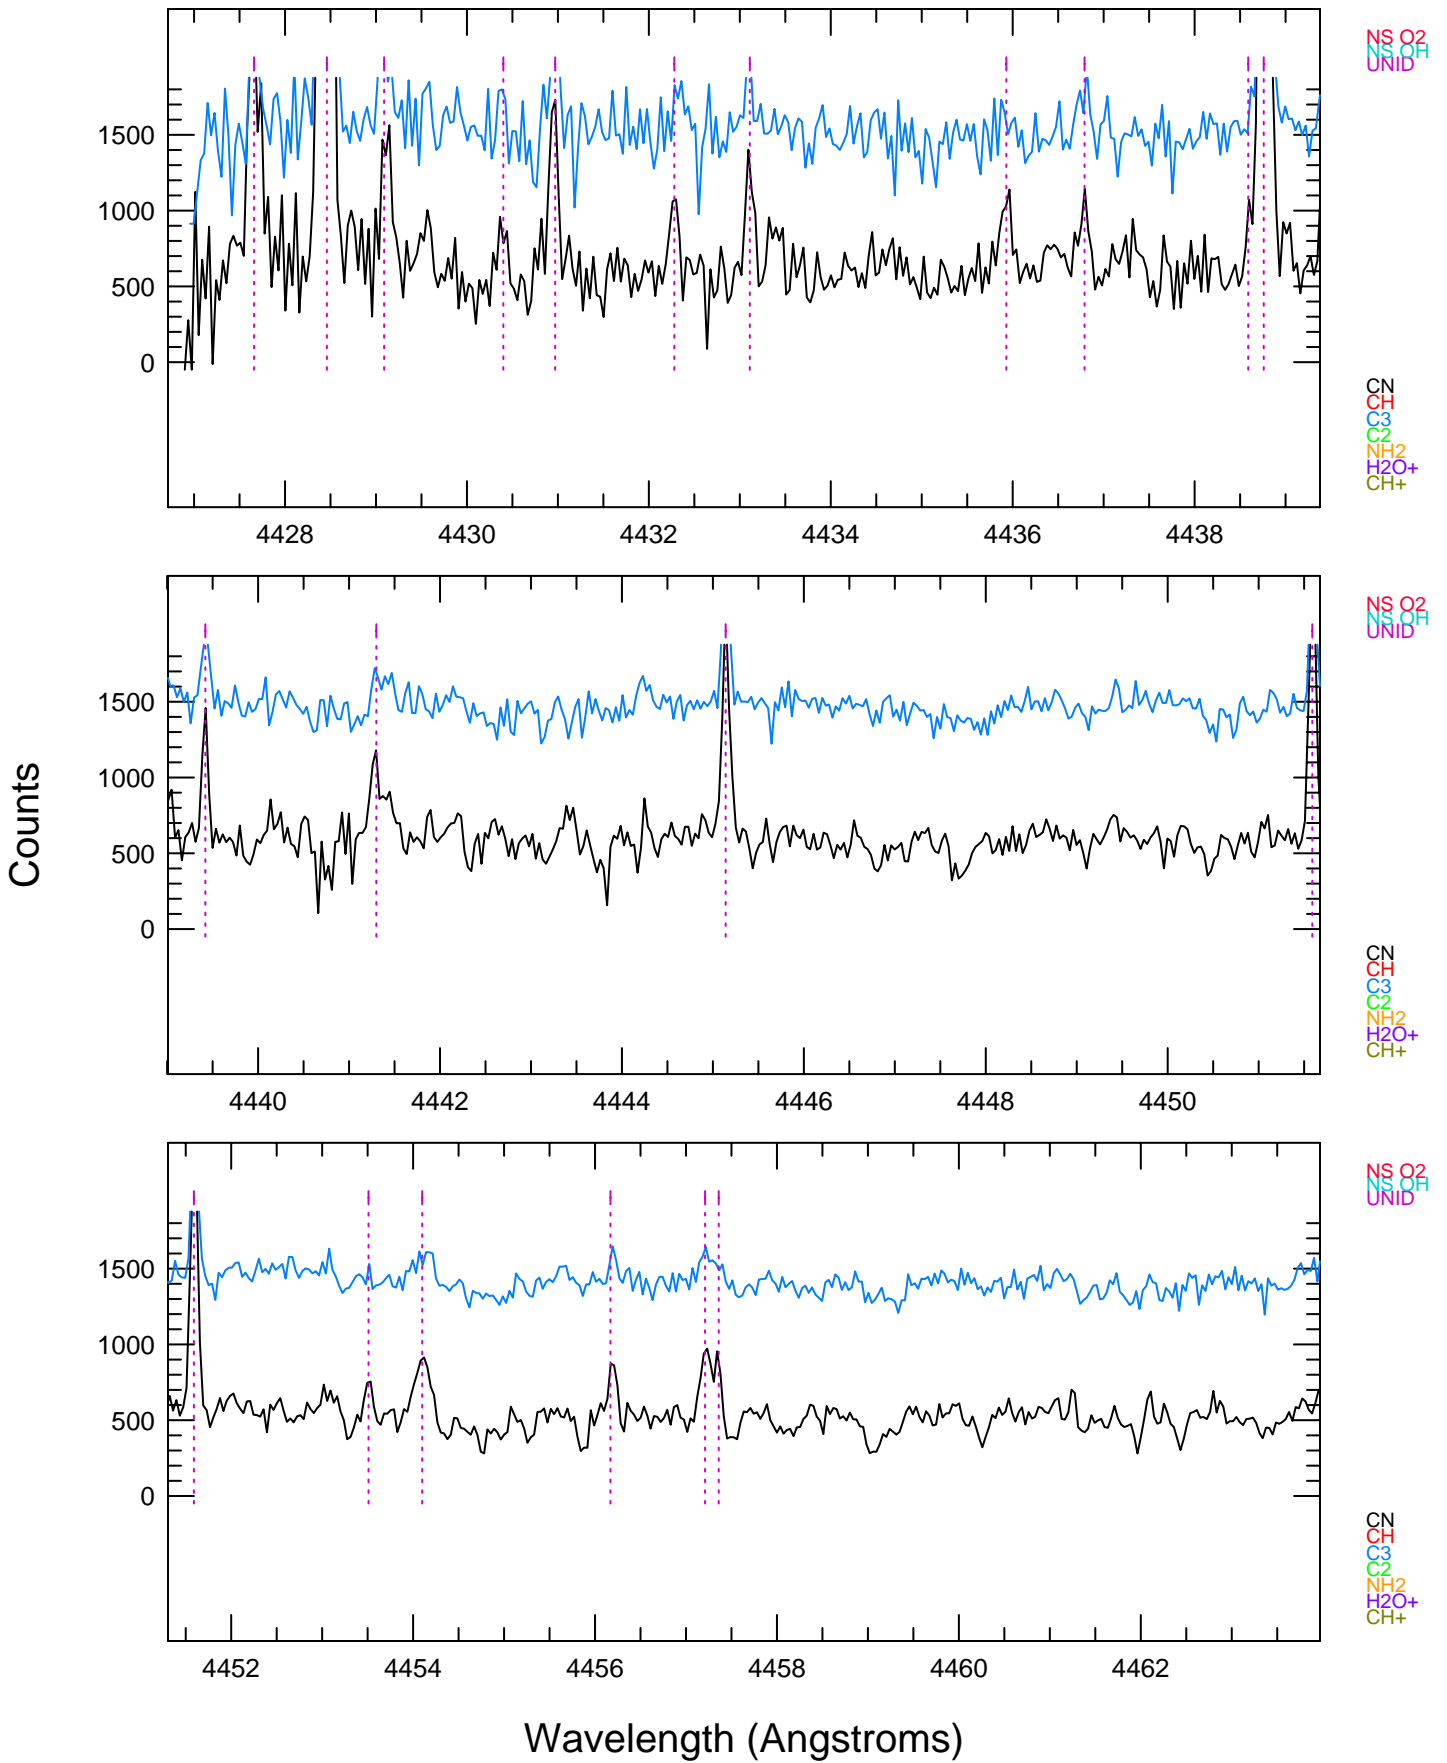 NS O2
NS OH
UNID
1500
1000
500
0
CN
CH
C3
C2
NH2
H2O+
CH+
4428 4430 4432 4434 4436 4438
NS O2
NS OH
UNID
1500
1000
500
0
Counts
CN
CH
C3
C2
NH2
H2O+
CH+
4440 4442 4444 4446 4448 4450
NS O2
NS OH
UNID
1500
1000
500
0
CN
CH
C3
C2
NH2
H2O+
CH+
4452 4454 4456 4458 4460 4462
Wavelength (Angstroms)